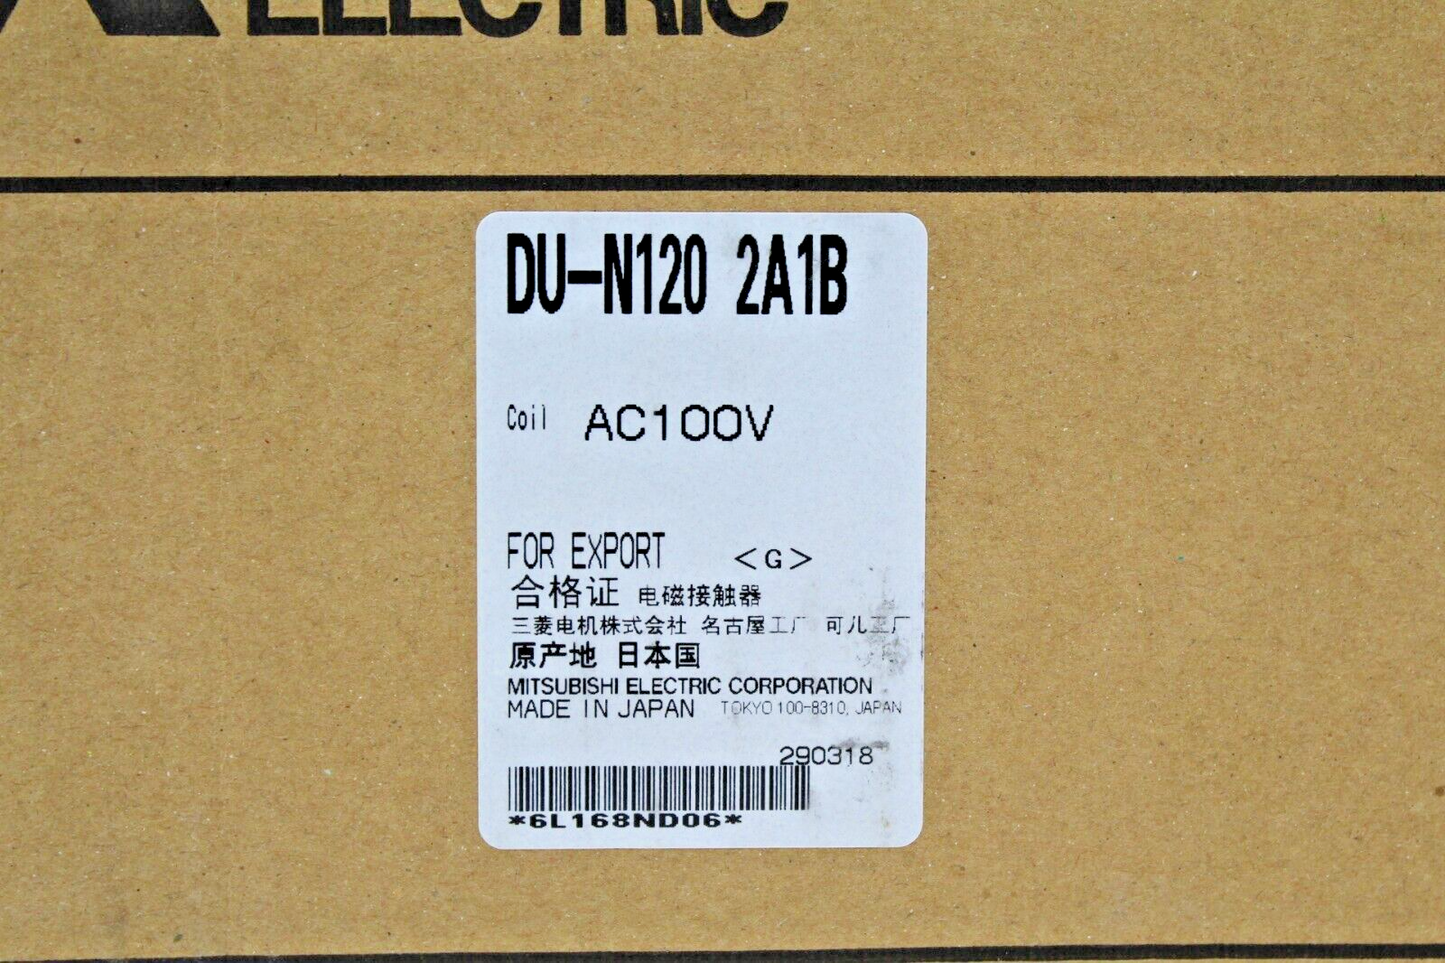 ELECTRIC
DU-N120 2A1B
Coil AC100V
FOR EXPORT <G>
合格证 电磁接触器
三菱电机株式会社 名古屋工厂 可儿工厂
原产地 日本国
MITSUBISHI ELECTRIC CORPORATION
MADE IN JAPAN TOKYO 100-8310, JAPAN
290318
*6L168ND06*